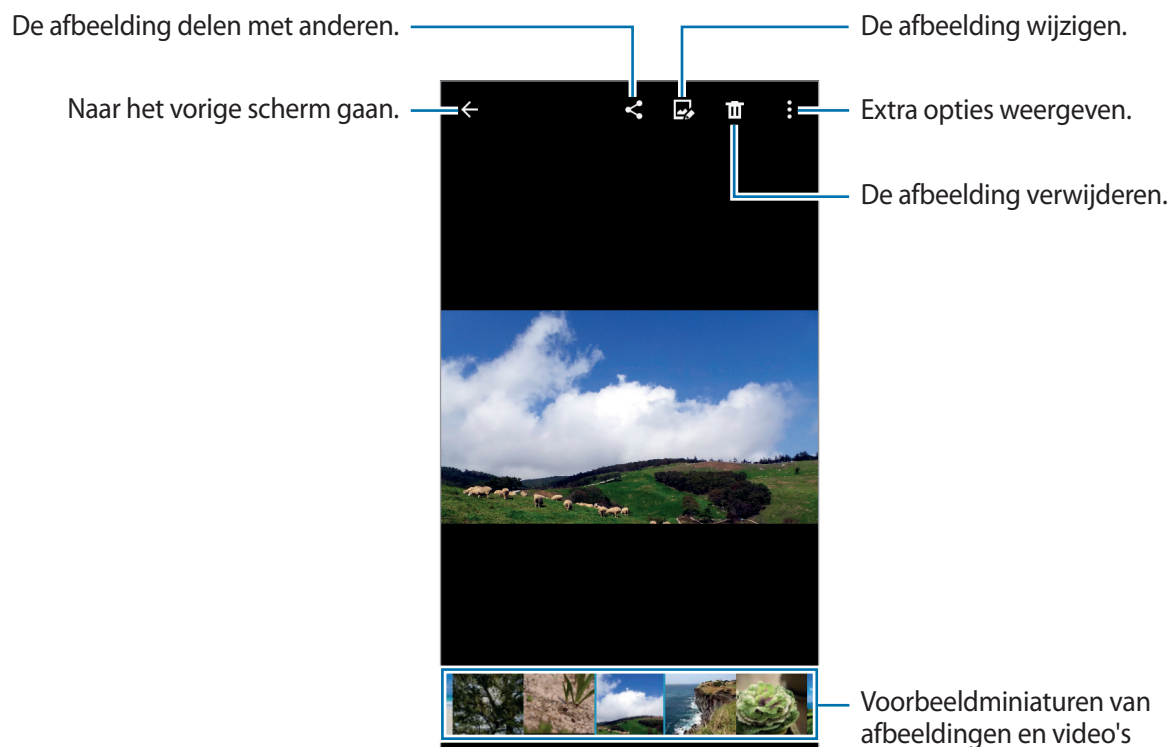 De afbeelding delen met anderen.
De afbeelding wijzigen.
Naar het vorige scherm gaan.
Extra opties weergeven.
De afbeelding verwijderen.
Voorbeeldminiaturen van
afbeeldingen en video's